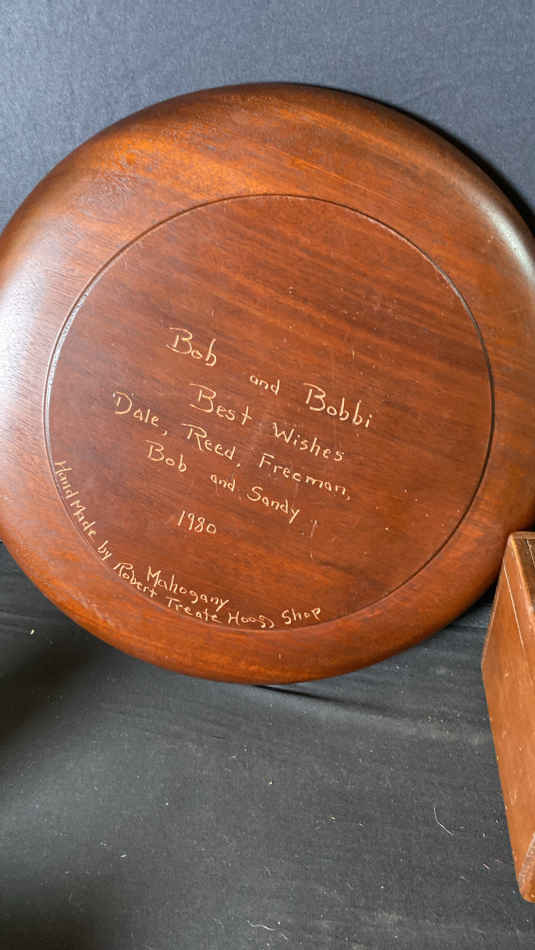 Bob and Bobbi
Best Wishes
Dale, Reed, Freeman,
Bob and Sandy
1980
Mahogany
Hand Made by Robert Treate Hogg Shop